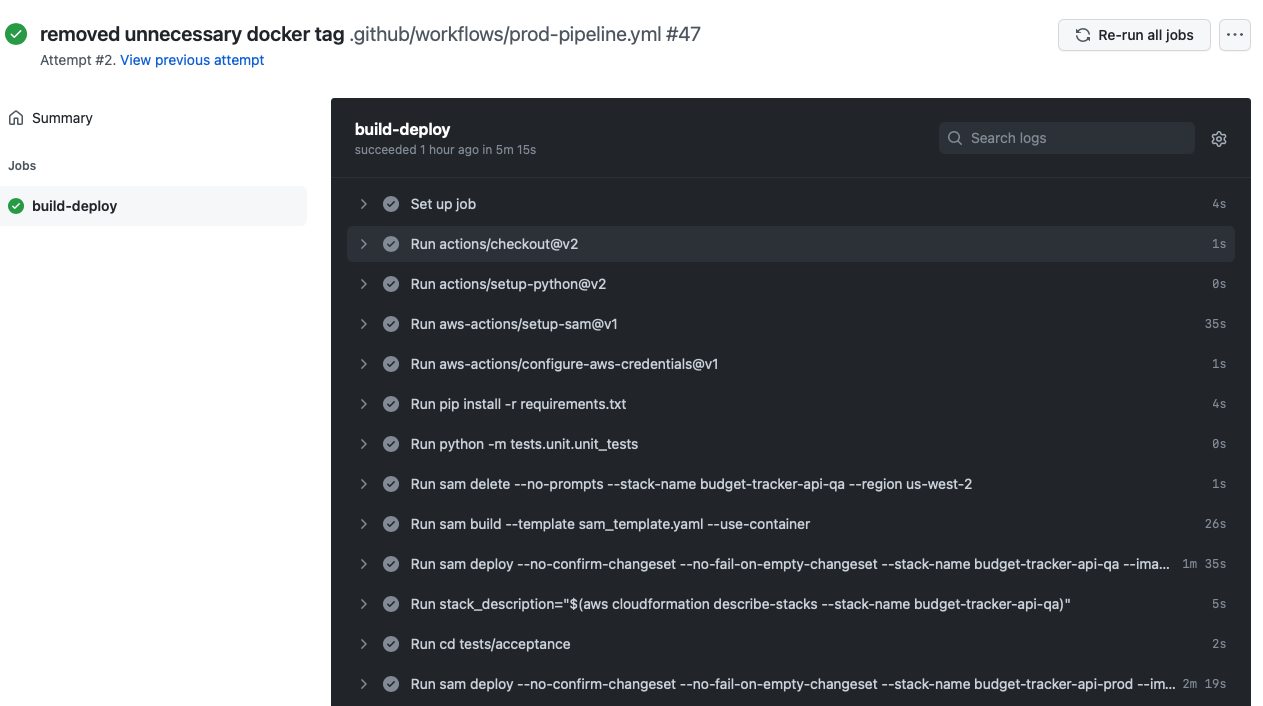 removed unnecessary docker tag .github/workflows/prod-pipeline.yml #47
Re-run all jobs
Attempt #2. View previous attempt
Summary
Jobs
build-deploy
build-deploy
succeeded 1 hour ago in 5m 15s
Search logs
Set up job 4s
Run actions/checkout@v2 1s
Run actions/setup-python@v2 0s
Run aws-actions/setup-sam@v1 35s
Run aws-actions/configure-aws-credentials@v1 1s
Run pip install -r requirements.txt 4s
Run python -m tests.unit.unit_tests 0s
Run sam delete --no-prompts --stack-name budget-tracker-api-qa --region us-west-2 1s
Run sam build --template sam_template.yaml --use-container 26s
Run sam deploy --no-confirm-changeset --no-fail-on-empty-changeset --stack-name budget-tracker-api-qa --ima... 1m 35s
Run stack_description="$(aws cloudformation describe-stacks --stack-name budget-tracker-api-qa)" 5s
Run cd tests/acceptance 2s
Run sam deploy --no-confirm-changeset --no-fail-on-empty-changeset --stack-name budget-tracker-api-prod --im... 2m 19s